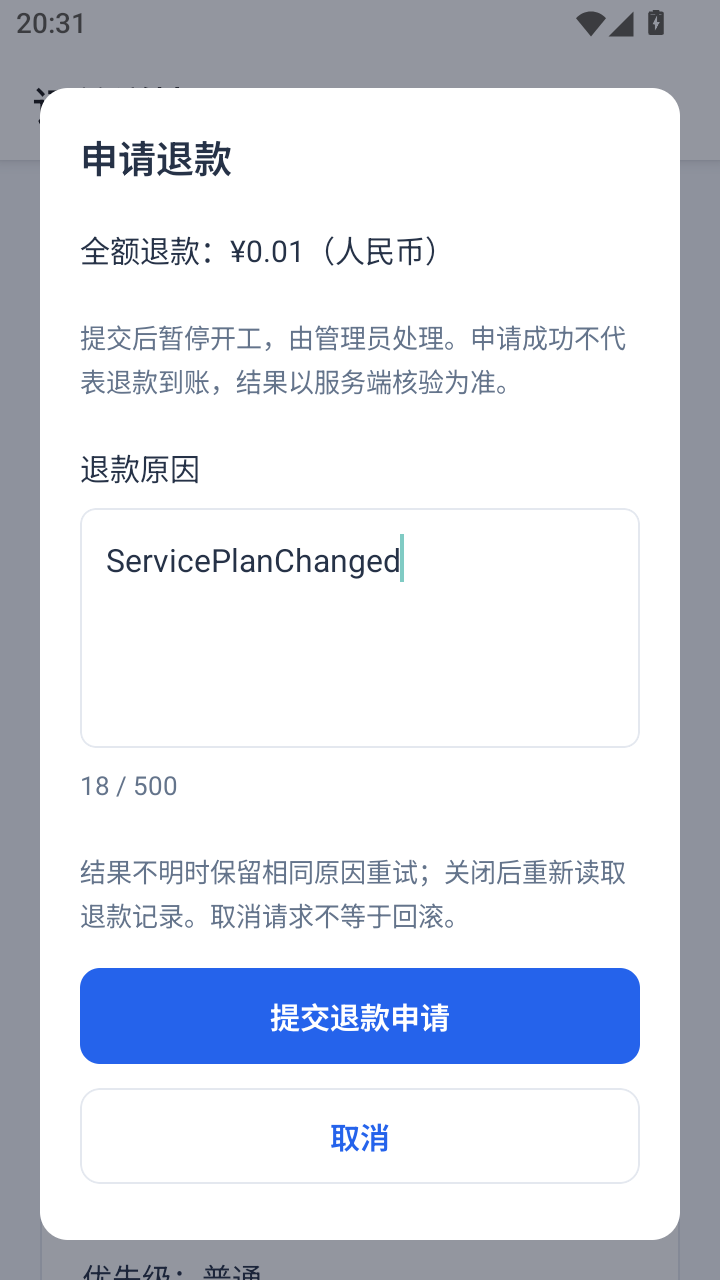 20:31
申请退款
全额退款：¥0.01（人民币）
提交后暂停开工，由管理员处理。申请成功不代
表退款到账，结果以服务端核验为准。
退款原因
ServicePlanChanged
18 / 500
结果不明时保留相同原因重试；关闭后重新读取
退款记录。取消请求不等于回滚。
提交退款申请
取消
优先级：普通